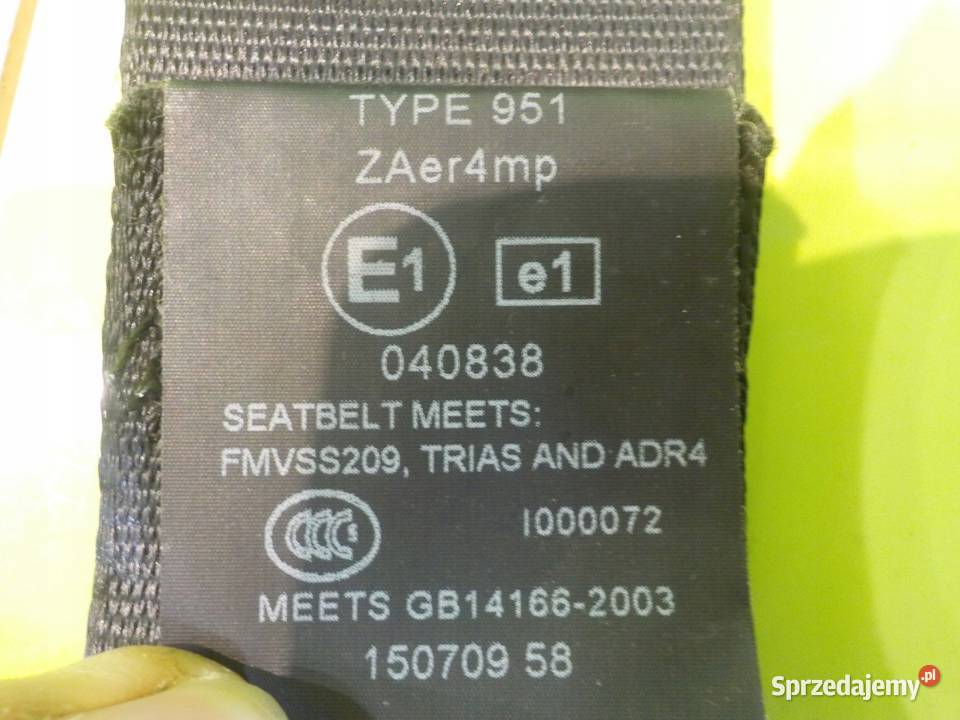 TYPE 951
ZAer4mp
E1 e1
040838
SEATBELT MEETS:
FMVSS209, TRIAS AND ADR4
CCC S I000072
MEETS GB14166-2003
150709 58
Sprzedajemy.pl